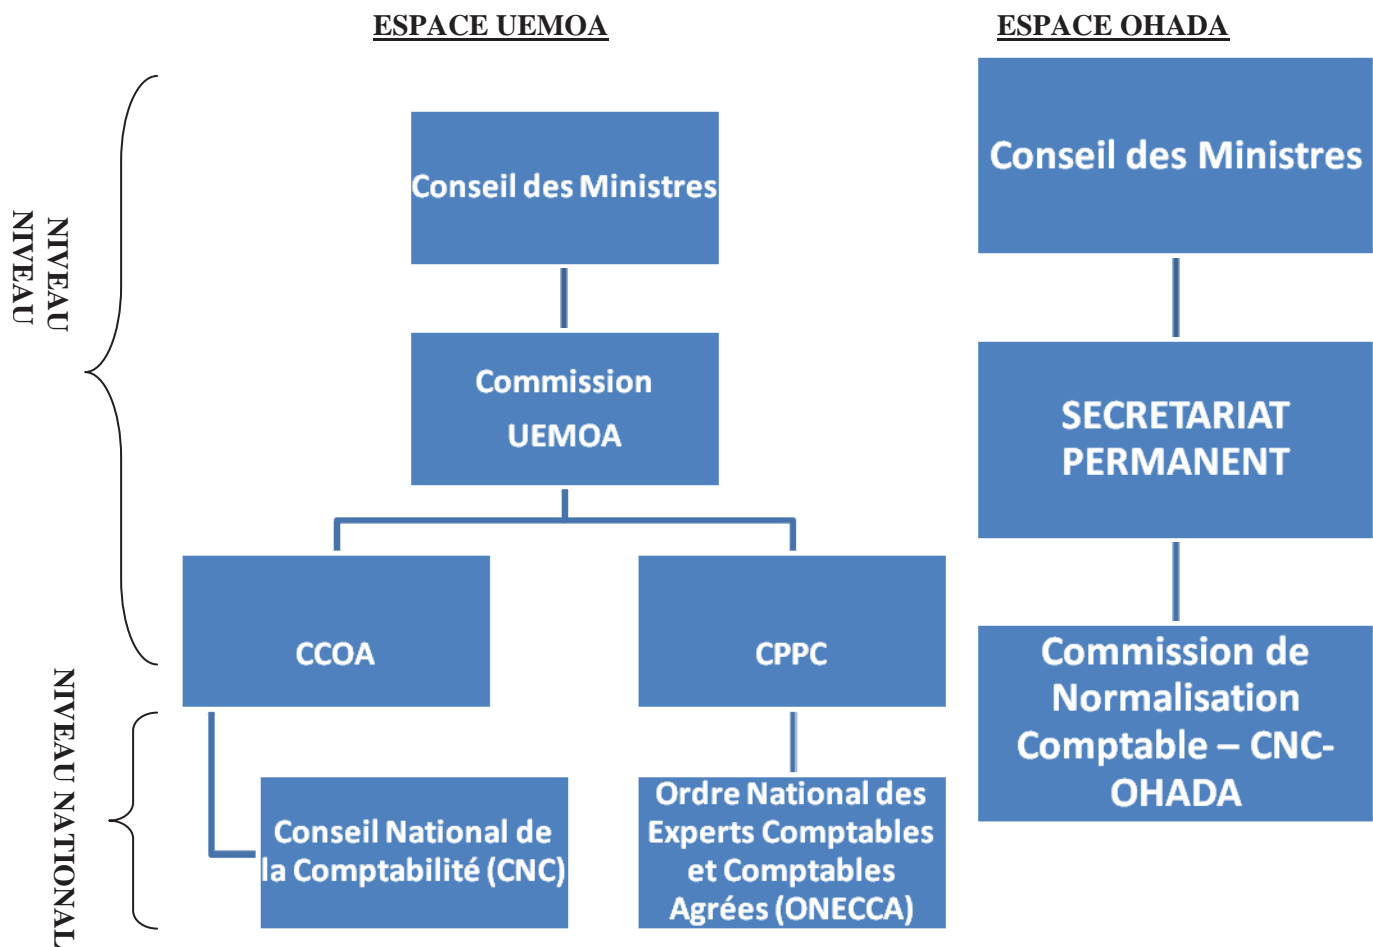 ESPACE UEMOA
ESPACE OHADA
NIVEAU
NIVEAU
Conseil des Ministres
Commission
UEMOA
CCOA
CPPC
NIVEAU NATIONAL
Conseil National de
la Comptabilité (CNC)
Ordre National des
Experts Comptables
et Comptables
Agrées (ONECCA)
Conseil des Ministres
SECRETARIAT
PERMANENT
Commission de
Normalisation
Comptable – CNC-
OHADA